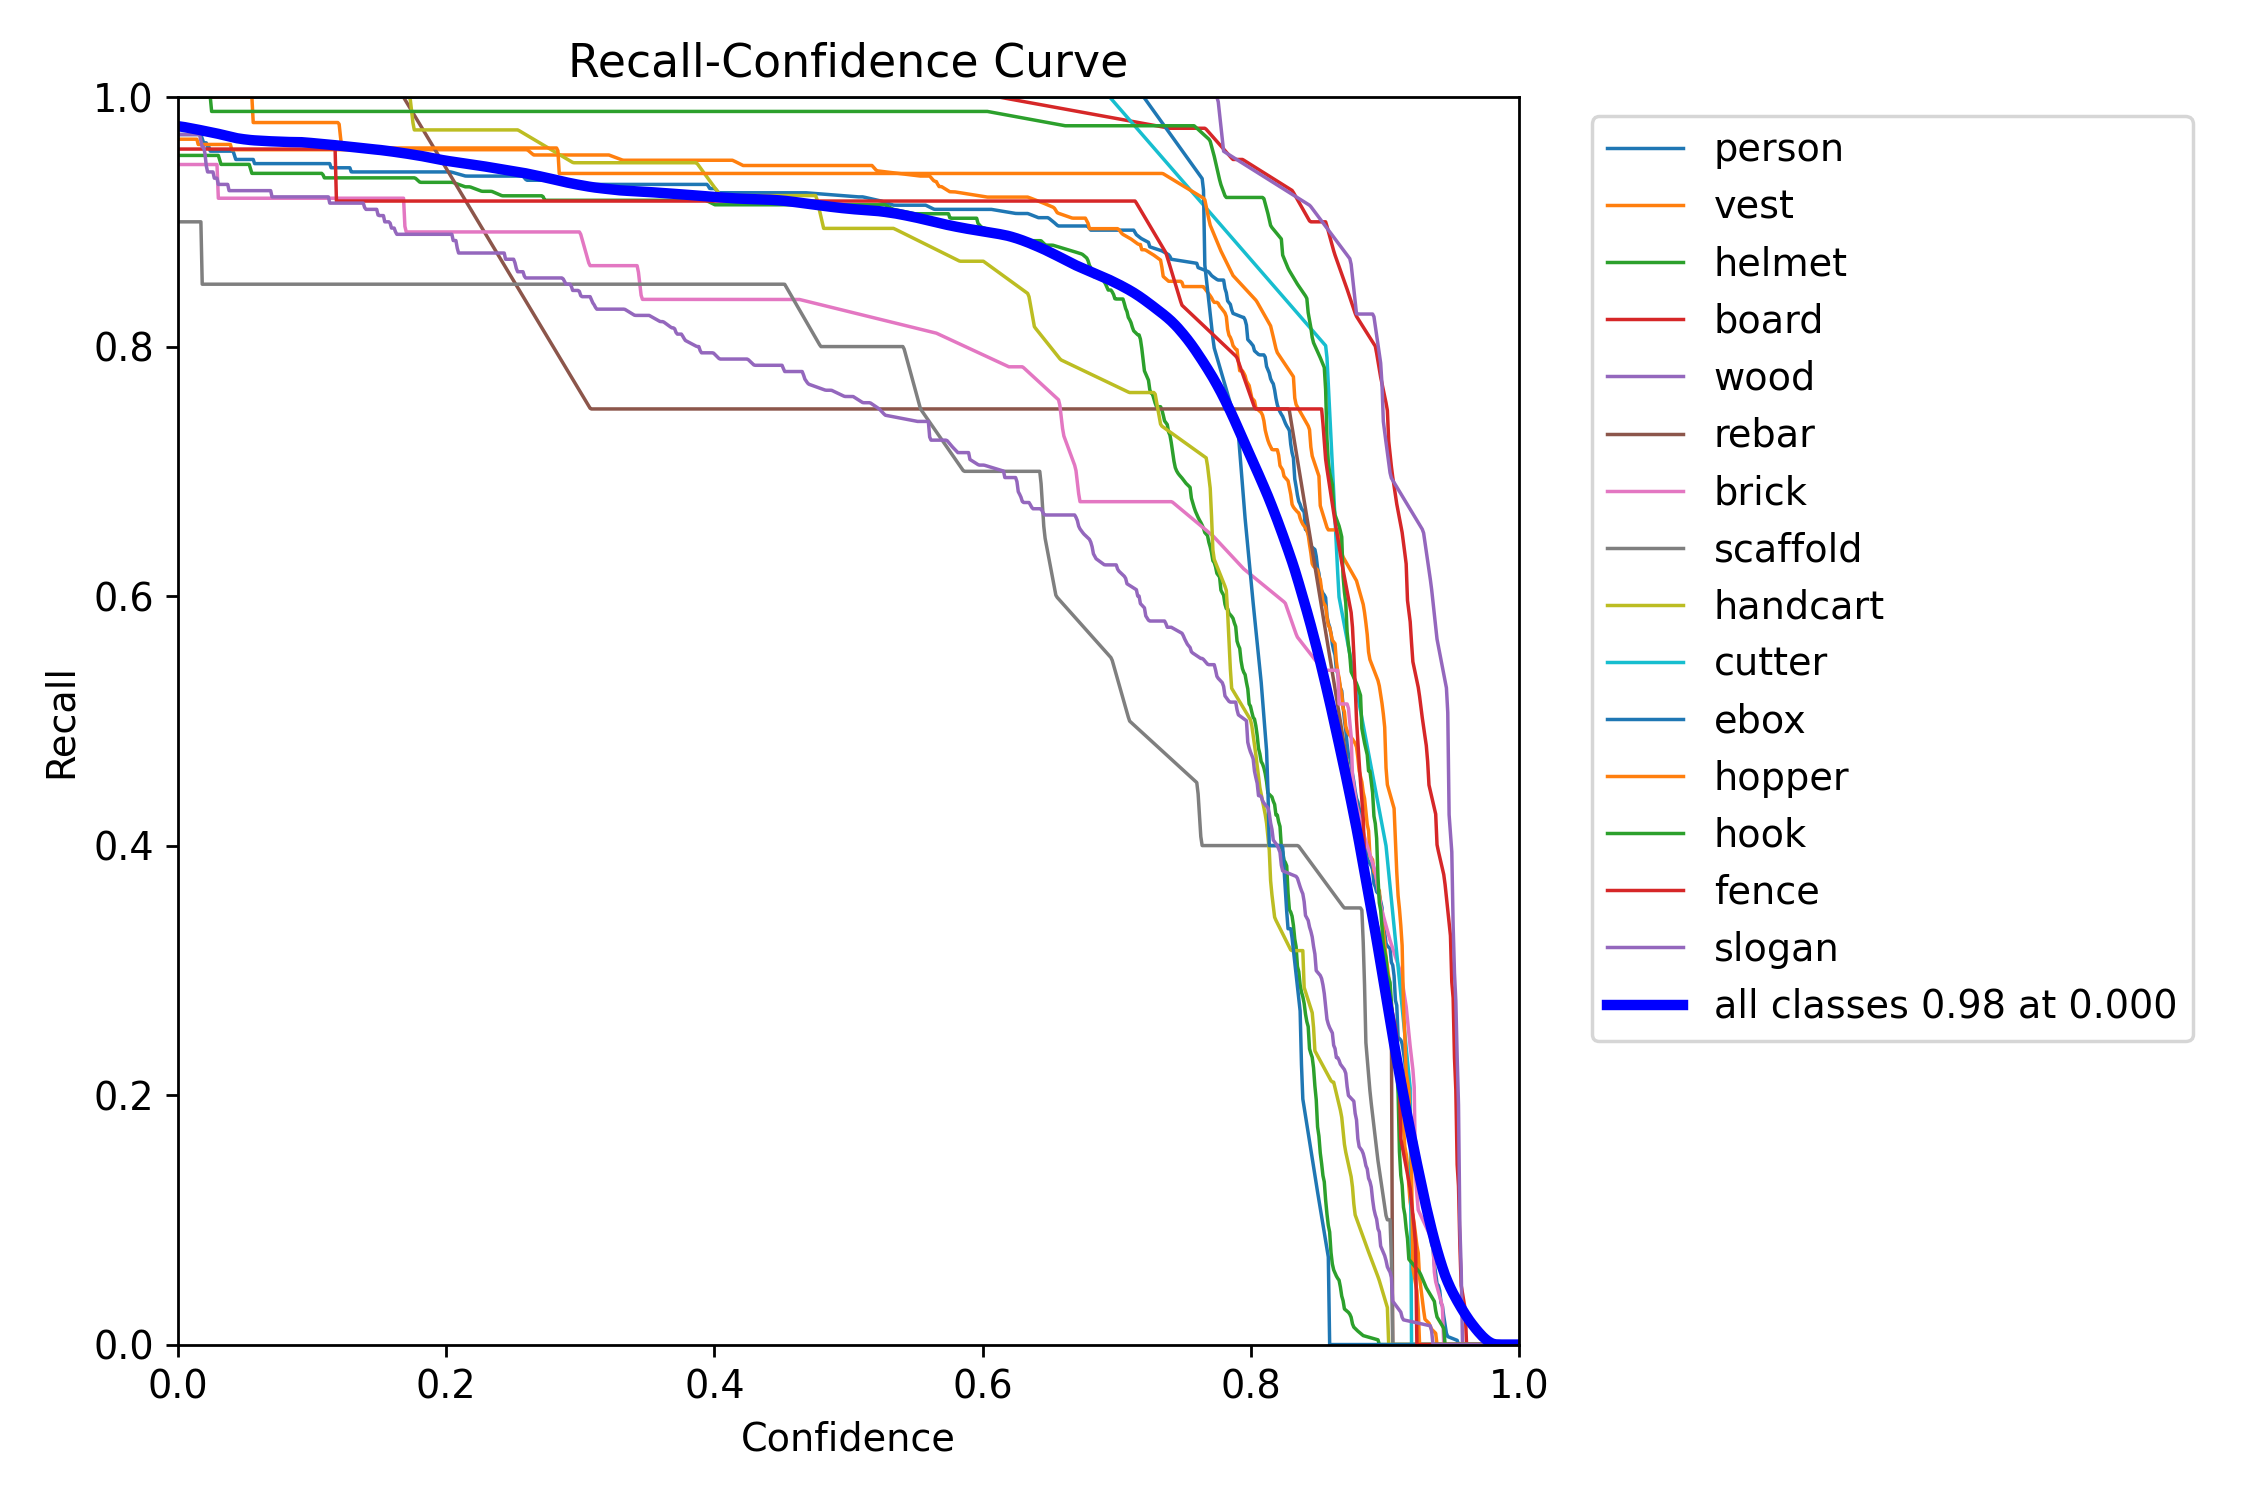 Recall-Confidence Curve
1.0
0.8
0.6
0.4
0.2
0.0
Recall
0.0 0.2 0.4 0.6 0.8 1.0
Confidence
person
vest
helmet
board
wood
rebar
brick
scaffold
handcart
cutter
ebox
hopper
hook
fence
slogan
all classes 0.98 at 0.000